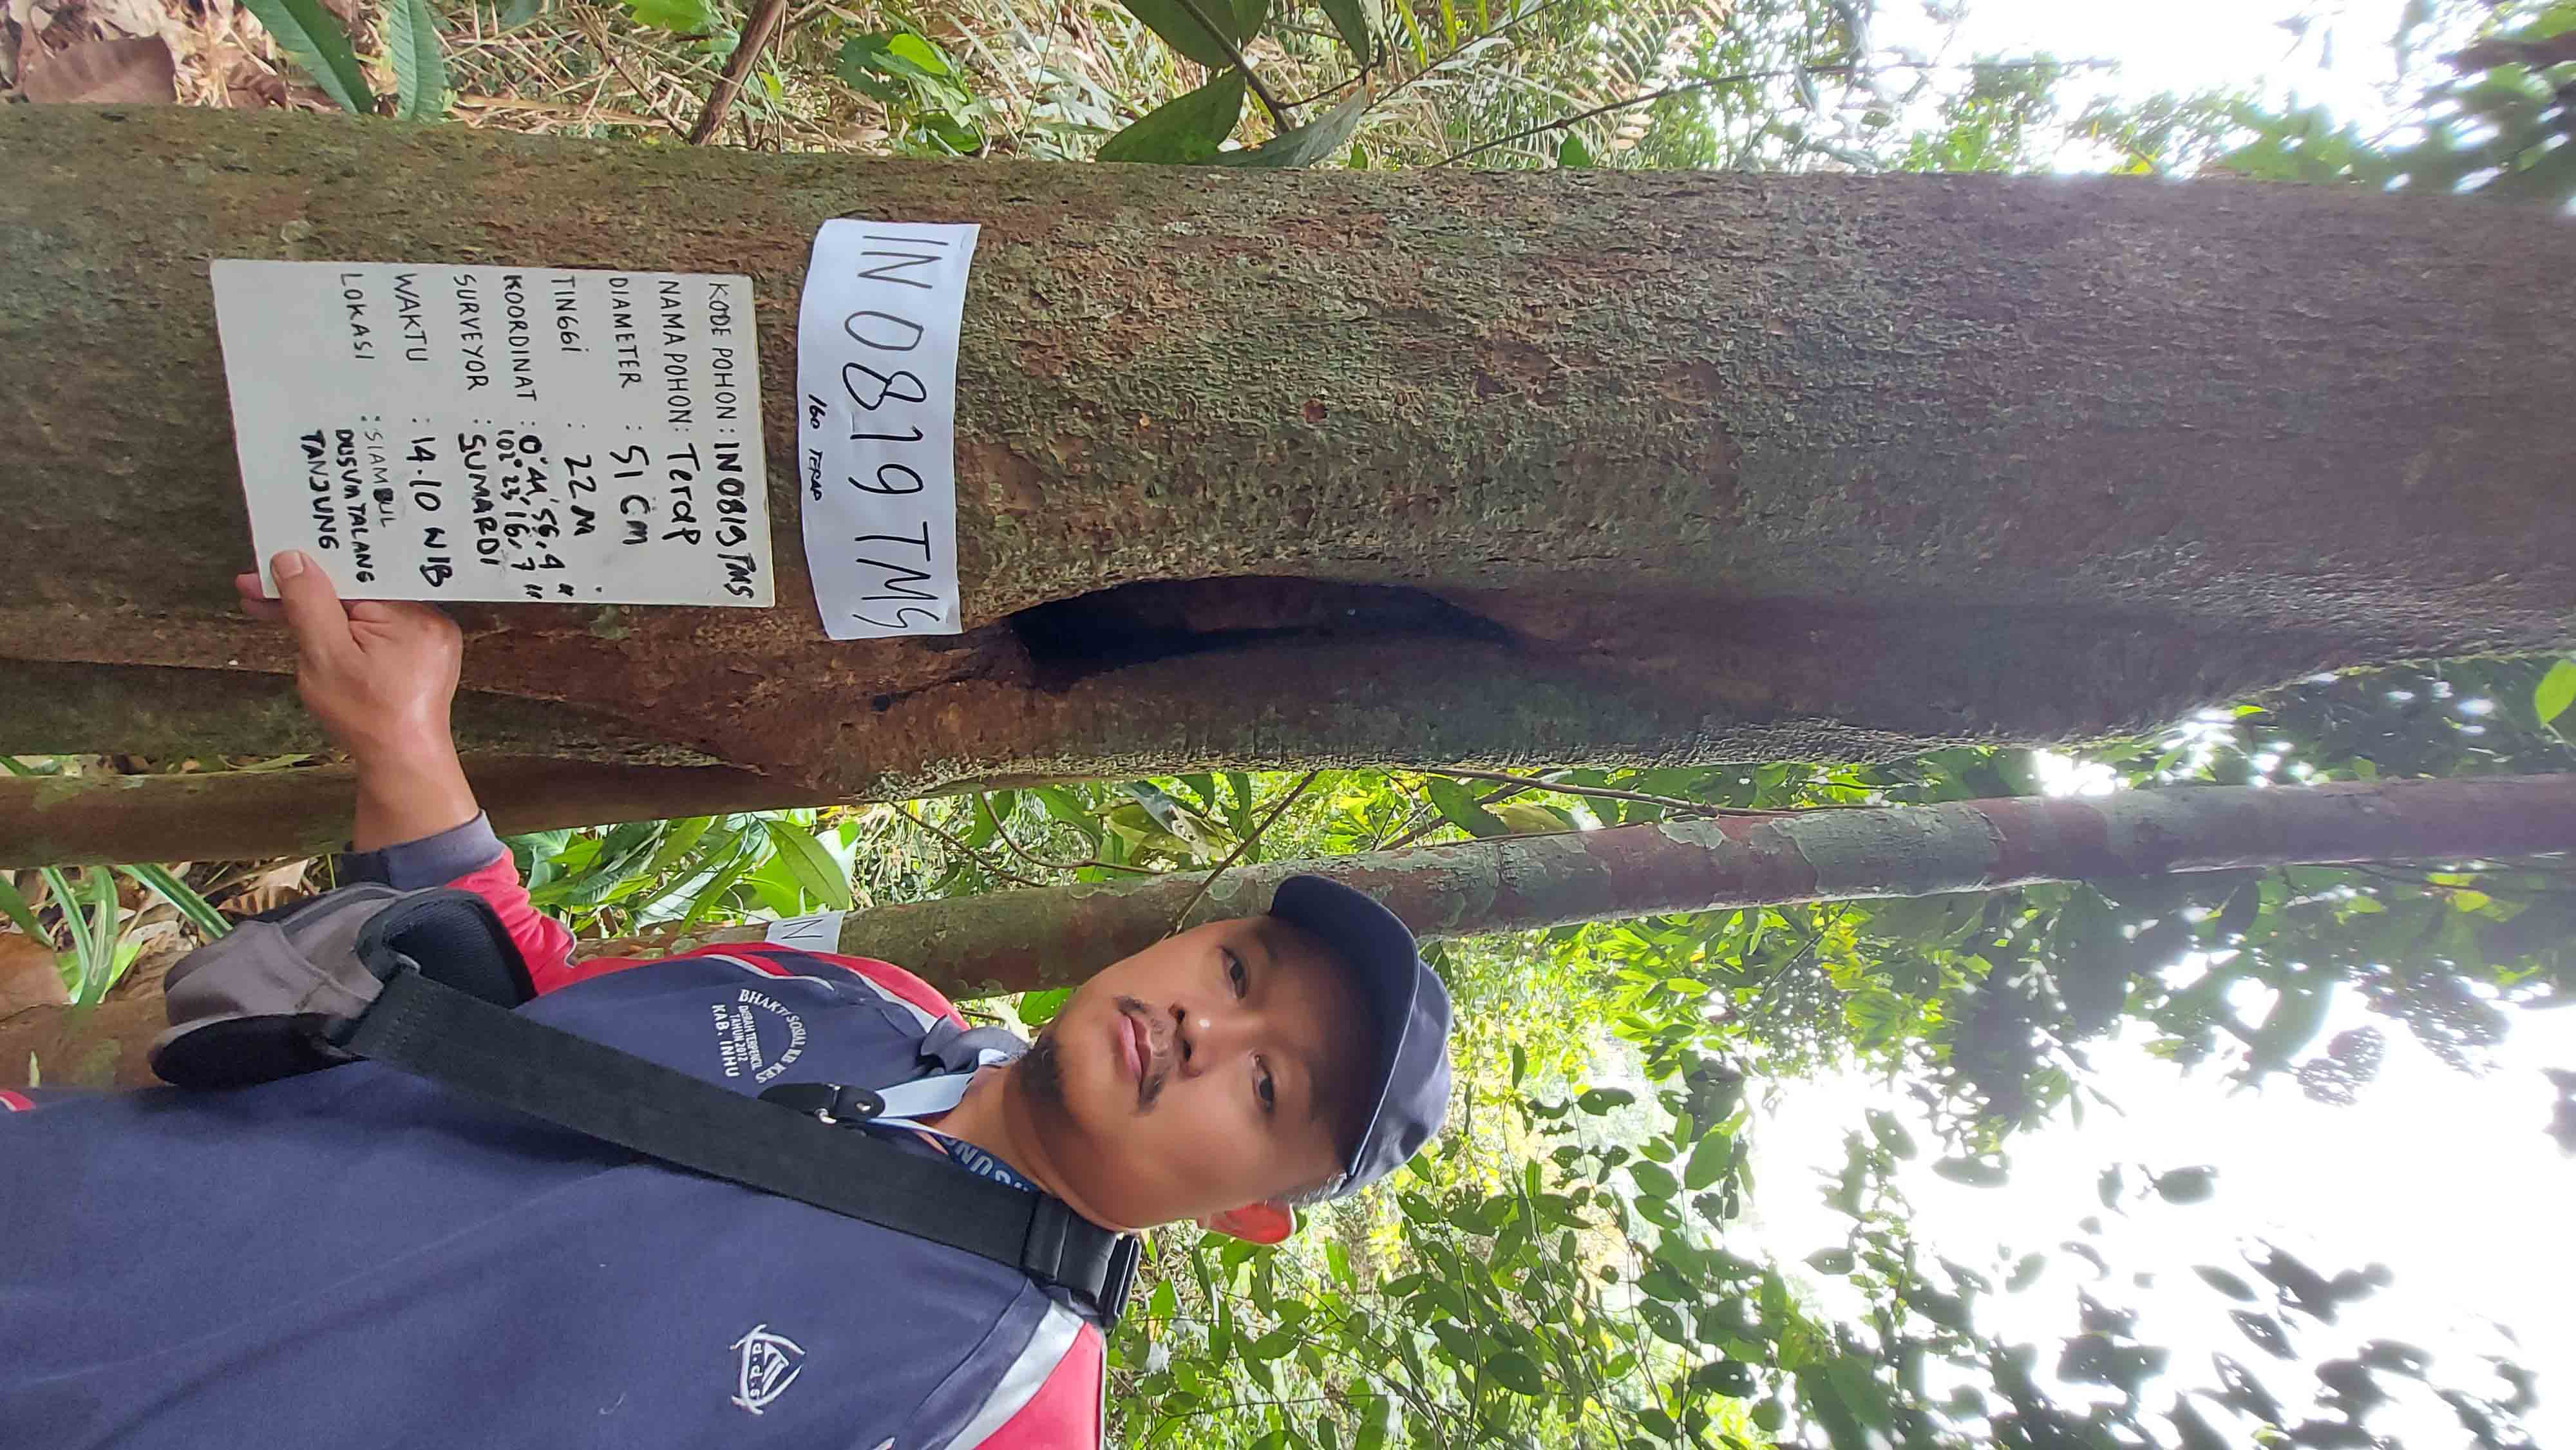 IN 0819 TMS
160 TERAP
KODE POHON : IN0819 TMS
NAMA POHON : Terap
DIAMETER : 51 Cm
TINGGI : 22 M
KOORDINAT : 0° 44' 56,4 "
102° 23' 16,7 "
SURVEYOR : SUMARDI
WAKTU : 14.10 WIB
LOKASI : SIAMBUL
DUSUN TALANG
TANJUNG
N
BHAKTI SOSIAL KB KES
DAERAH TERPENCIL
TAHUN 2012
KAB. INHU
a.d.s